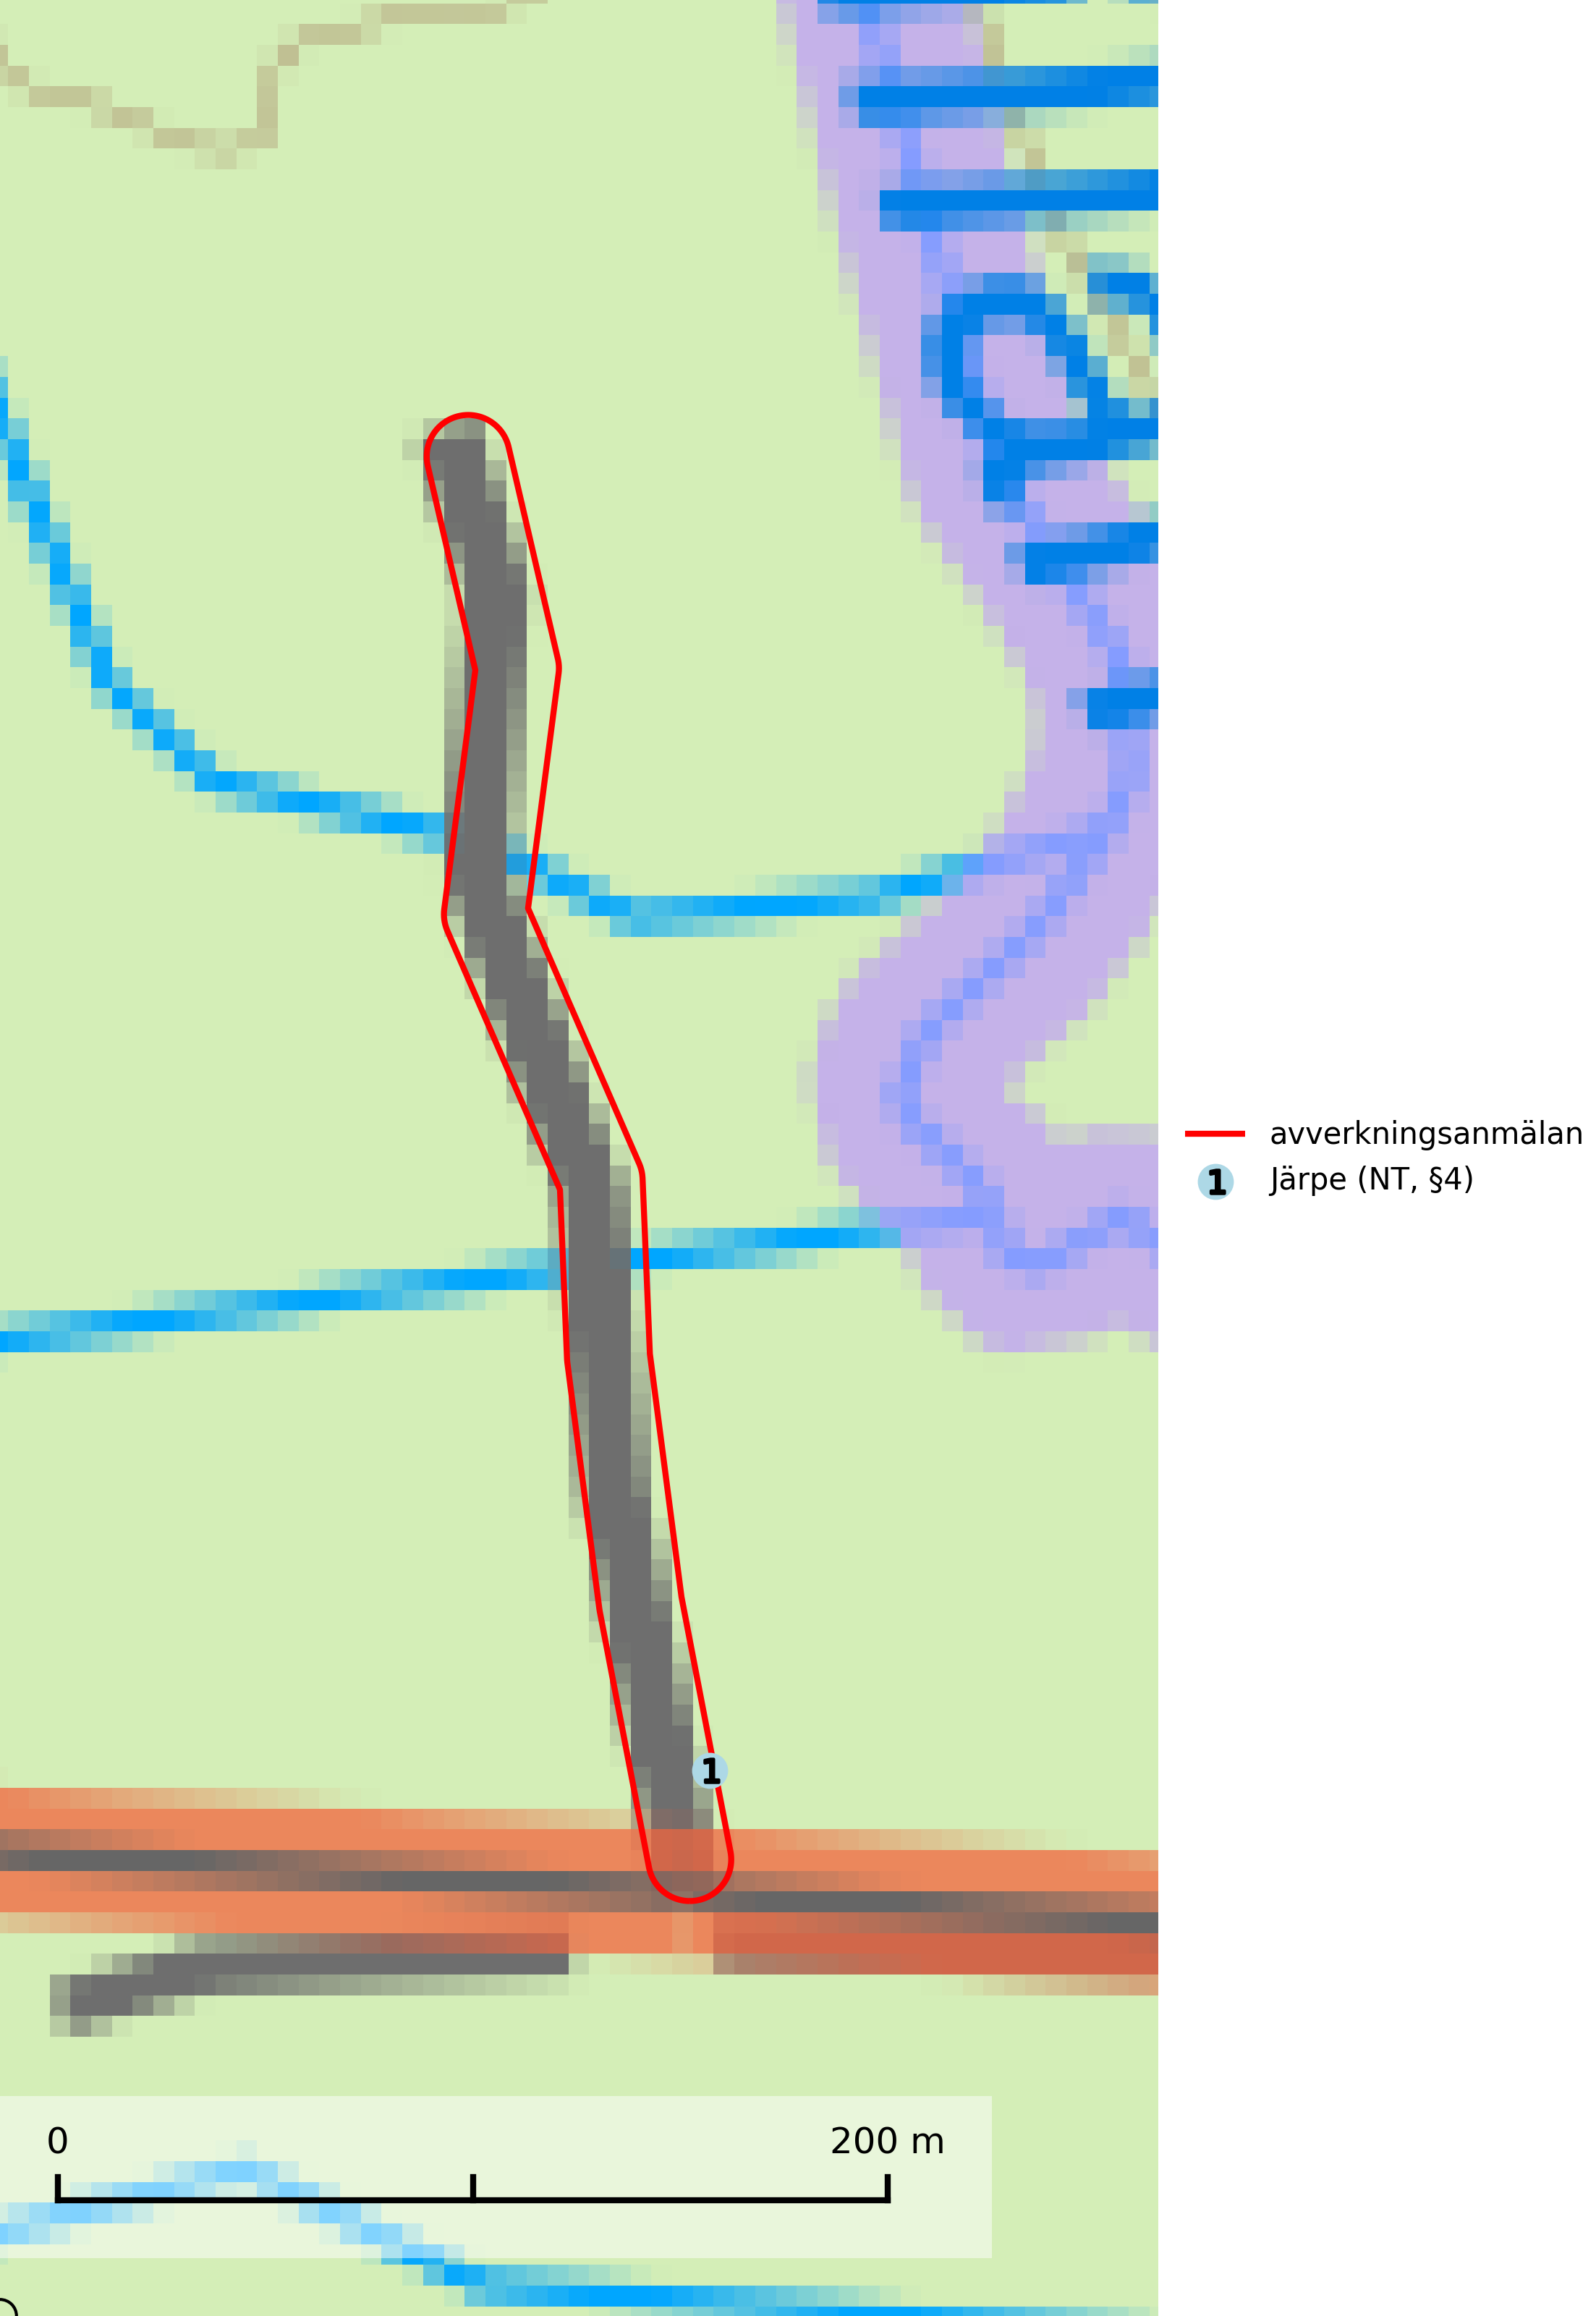 avverkningsanmälan
1 Järpe (NT, §4)
1
0 200 m